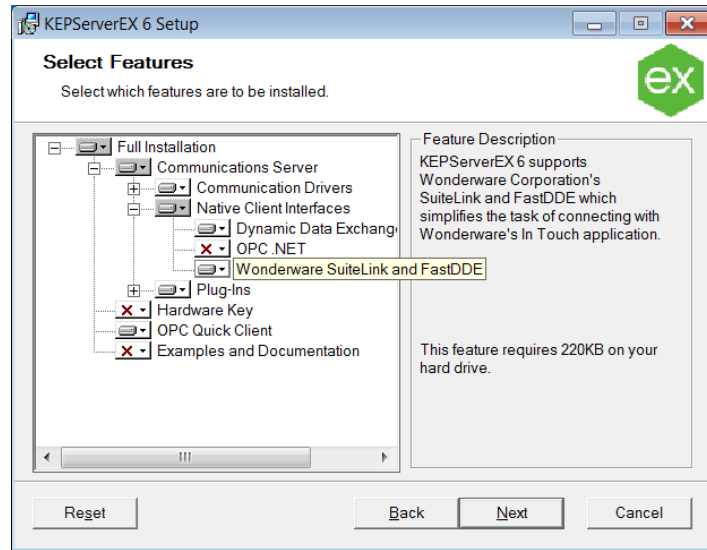 KEPServerEX 6 Setup
Select Features
Select which features are to be installed.
ex
Full Installation
Communications Server
Communication Drivers
Native Client Interfaces
Dynamic Data Exchang
OPC .NET
Wonderware SuiteLink and FastDDE
Plug-Ins
Hardware Key
OPC Quick Client
Examples and Documentation
Feature Description
KEPServerEX 6 supports
Wonderware Corporation's
SuiteLink and FastDDE which
simplifies the task of connecting with
Wonderware's In Touch application.
This feature requires 220KB on your
hard drive.
Reset
Back
Next
Cancel